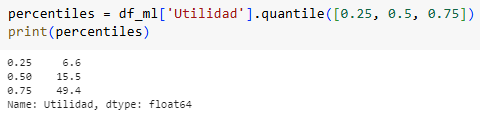 percentiles = df_ml['Utilidad'].quantile([0.25, 0.5, 0.75])
print(percentiles)
0.25     6.6
0.50    15.5
0.75    49.4
Name: Utilidad, dtype: float64